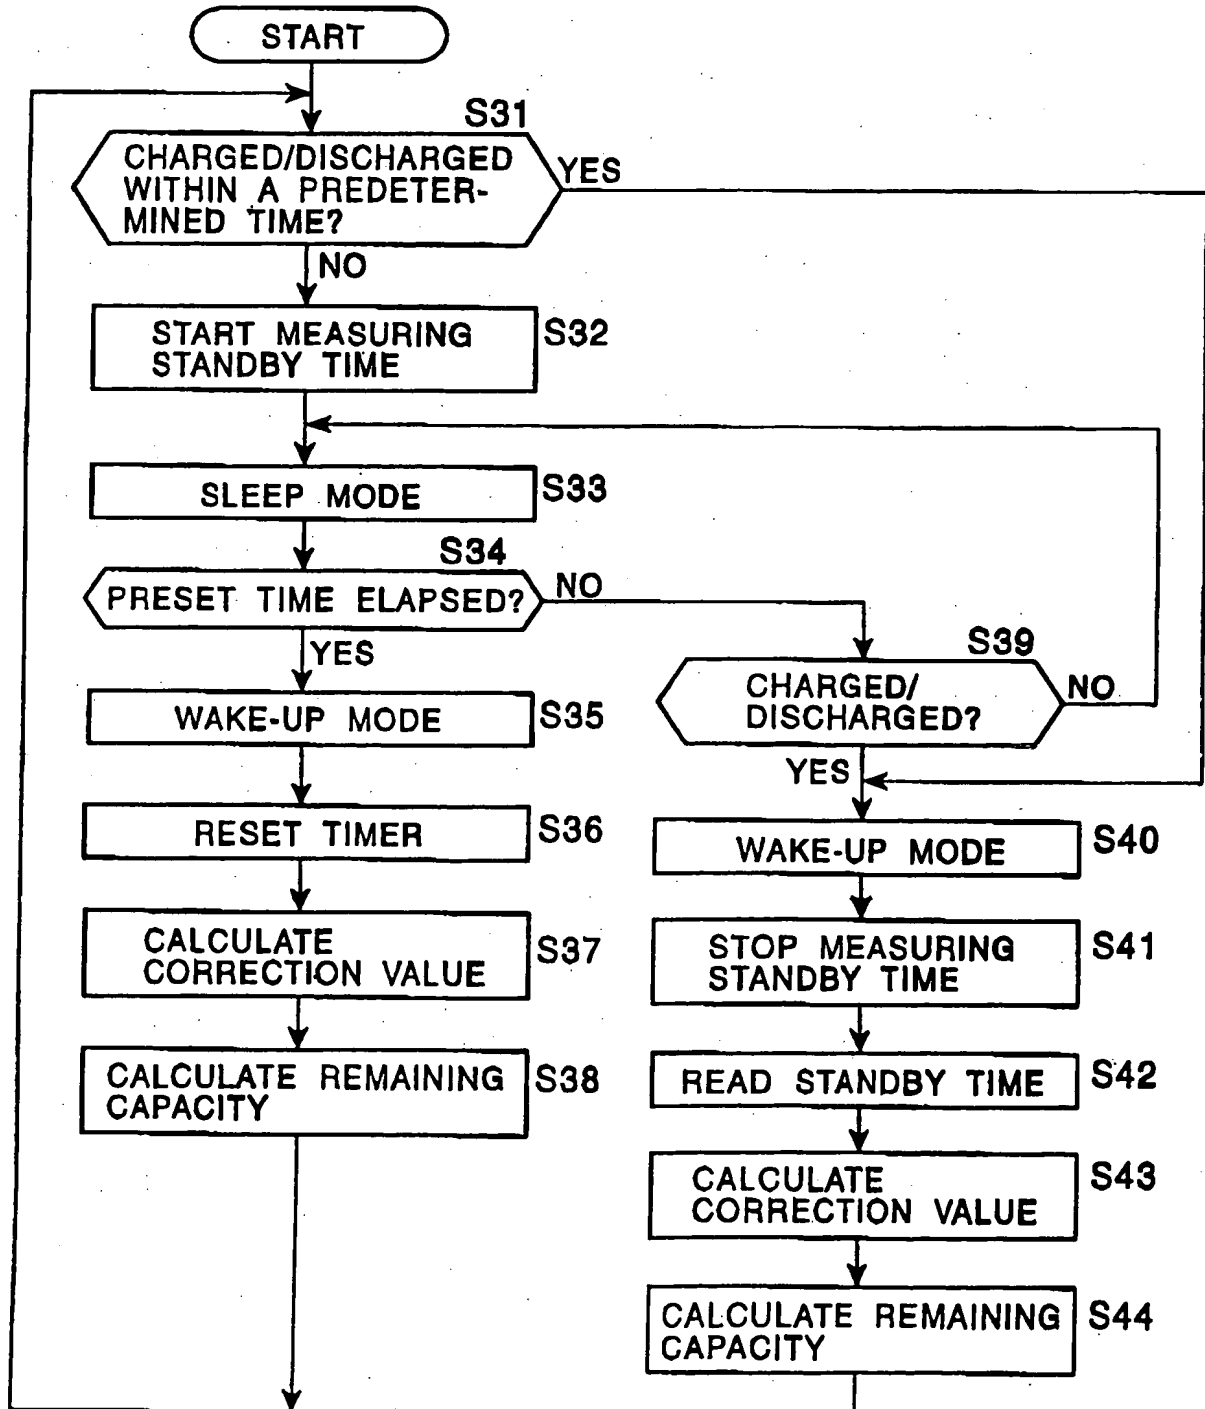 START
S31
CHARGED/DISCHARGED
WITHIN A PREDETER-
MINED TIME?
YES
NO
START MEASURING
STANDBY TIME
S32
SLEEP MODE
S33
S34
PRESET TIME ELAPSED?
NO
YES
S39
CHARGED/
DISCHARGED?
NO
YES
WAKE-UP MODE
S35
RESET TIMER
S36
CALCULATE
CORRECTION VALUE
S37
CALCULATE REMAINING
CAPACITY
S38
WAKE-UP MODE
S40
STOP MEASURING
STANDBY TIME
S41
READ STANDBY TIME
S42
CALCULATE
CORRECTION VALUE
S43
CALCULATE REMAINING
CAPACITY
S44